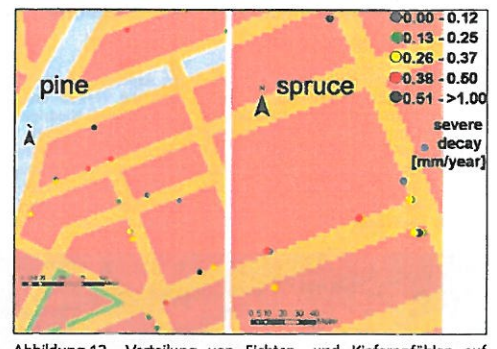 pine
spruce
0.00 - 0.12
0.13 - 0.25
0.26 - 0.37
0.38 - 0.50
0.51 - >1.00
severe
decay
[mm/year]
Abbildung 12. Verteilung von Fichten- und Kiefernpfählen auf